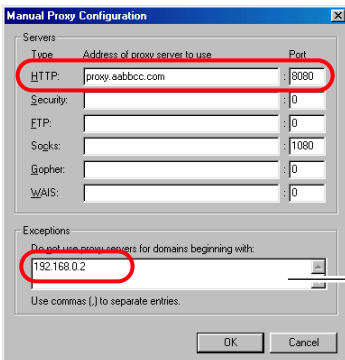 Manual Proxy Configuration
Servers
Type Address of proxy server to use Port
HTTP: proxy.aabbcc.com : 8080
Security: : 0
FTP: : 0
Socks: : 1080
Gopher: : 0
WAIS: : 0
Exceptions
Do not use proxy servers for domains beginning with:
192.168.0.2
Use commas (,) to separate entries.
OK Cancel